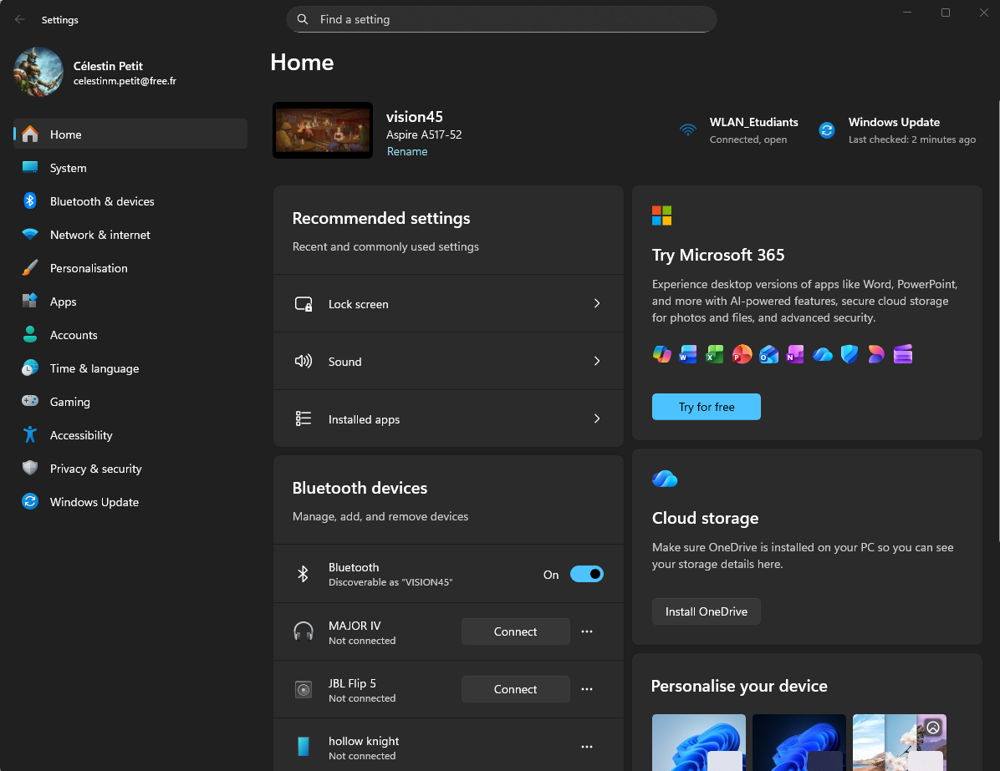 Settings
Find a setting
Célestin Petit
celestinm.petit@free.fr
Home
System
Bluetooth & devices
Network & internet
Personalisation
Apps
Accounts
Time & language
Gaming
Accessibility
Privacy & security
Windows Update
Home
vision45
Aspire A517-52
Rename
WLAN_Etudiants
Connected, open
Windows Update
Last checked: 2 minutes ago
Recommended settings
Recent and commonly used settings
Lock screen
Sound
Installed apps
Bluetooth devices
Manage, add, and remove devices
Bluetooth
Discoverable as "VISION45"
On
MAJOR IV
Not connected
Connect
JBL Flip 5
Not connected
Connect
hollow knight
Not connected
Try Microsoft 365
Experience desktop versions of apps like Word, PowerPoint,
and more with AI-powered features, secure cloud storage
for photos and files, and advanced security.
Try for free
Cloud storage
Make sure OneDrive is installed on your PC so you can see
your storage details here.
Install OneDrive
Personalise your device